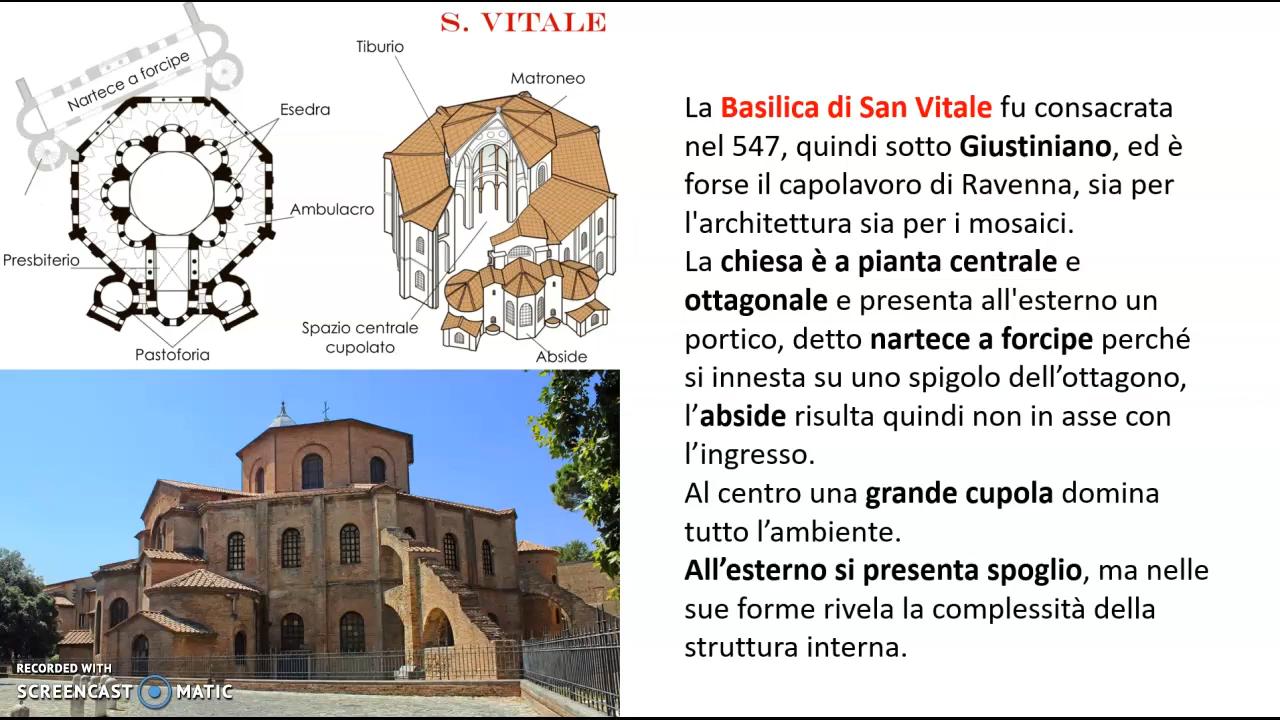 S. VITALE
Tiburio
Matroneo
Nartece a forcipe
Esedra
Ambulacro
Presbiterio
Spazio centrale
cupolato
Pastoforia
Abside
La Basilica di San Vitale fu consacrata
nel 547, quindi sotto Giustiniano, ed è
forse il capolavoro di Ravenna, sia per
l'architettura sia per i mosaici.
La chiesa è a pianta centrale e
ottagonale e presenta all'esterno un
portico, detto nartece a forcipe perché
si innesta su uno spigolo dell’ottagono,
l’abside risulta quindi non in asse con
l’ingresso.
Al centro una grande cupola domina
tutto l’ambiente.
All’esterno si presenta spoglio, ma nelle
sue forme rivela la complessità della
struttura interna.
RECORDED WITH
SCREENCAST MATIC